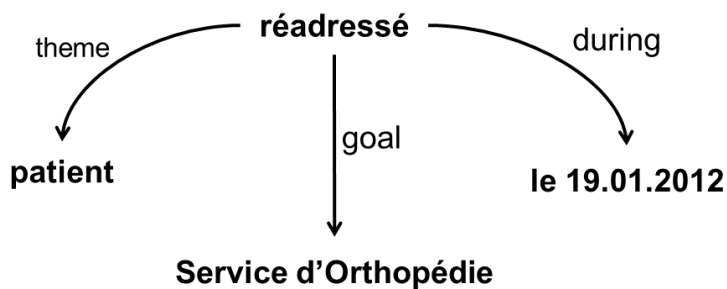 réadressé
theme
during
goal
patient
le 19.01.2012
Service d’Orthopédie